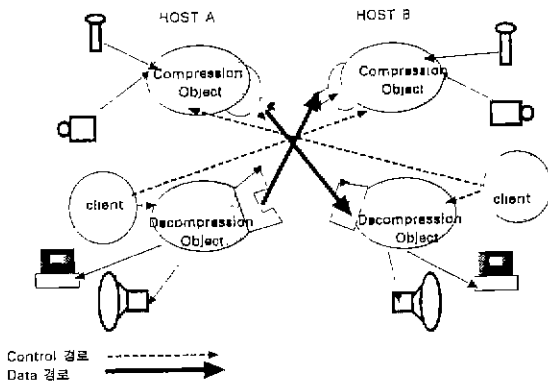 HOST A
HOST B
Compression
Object
Compression
Object
client
client
Decompression
Object
Decompression
Object
Control 경로
Data 경로